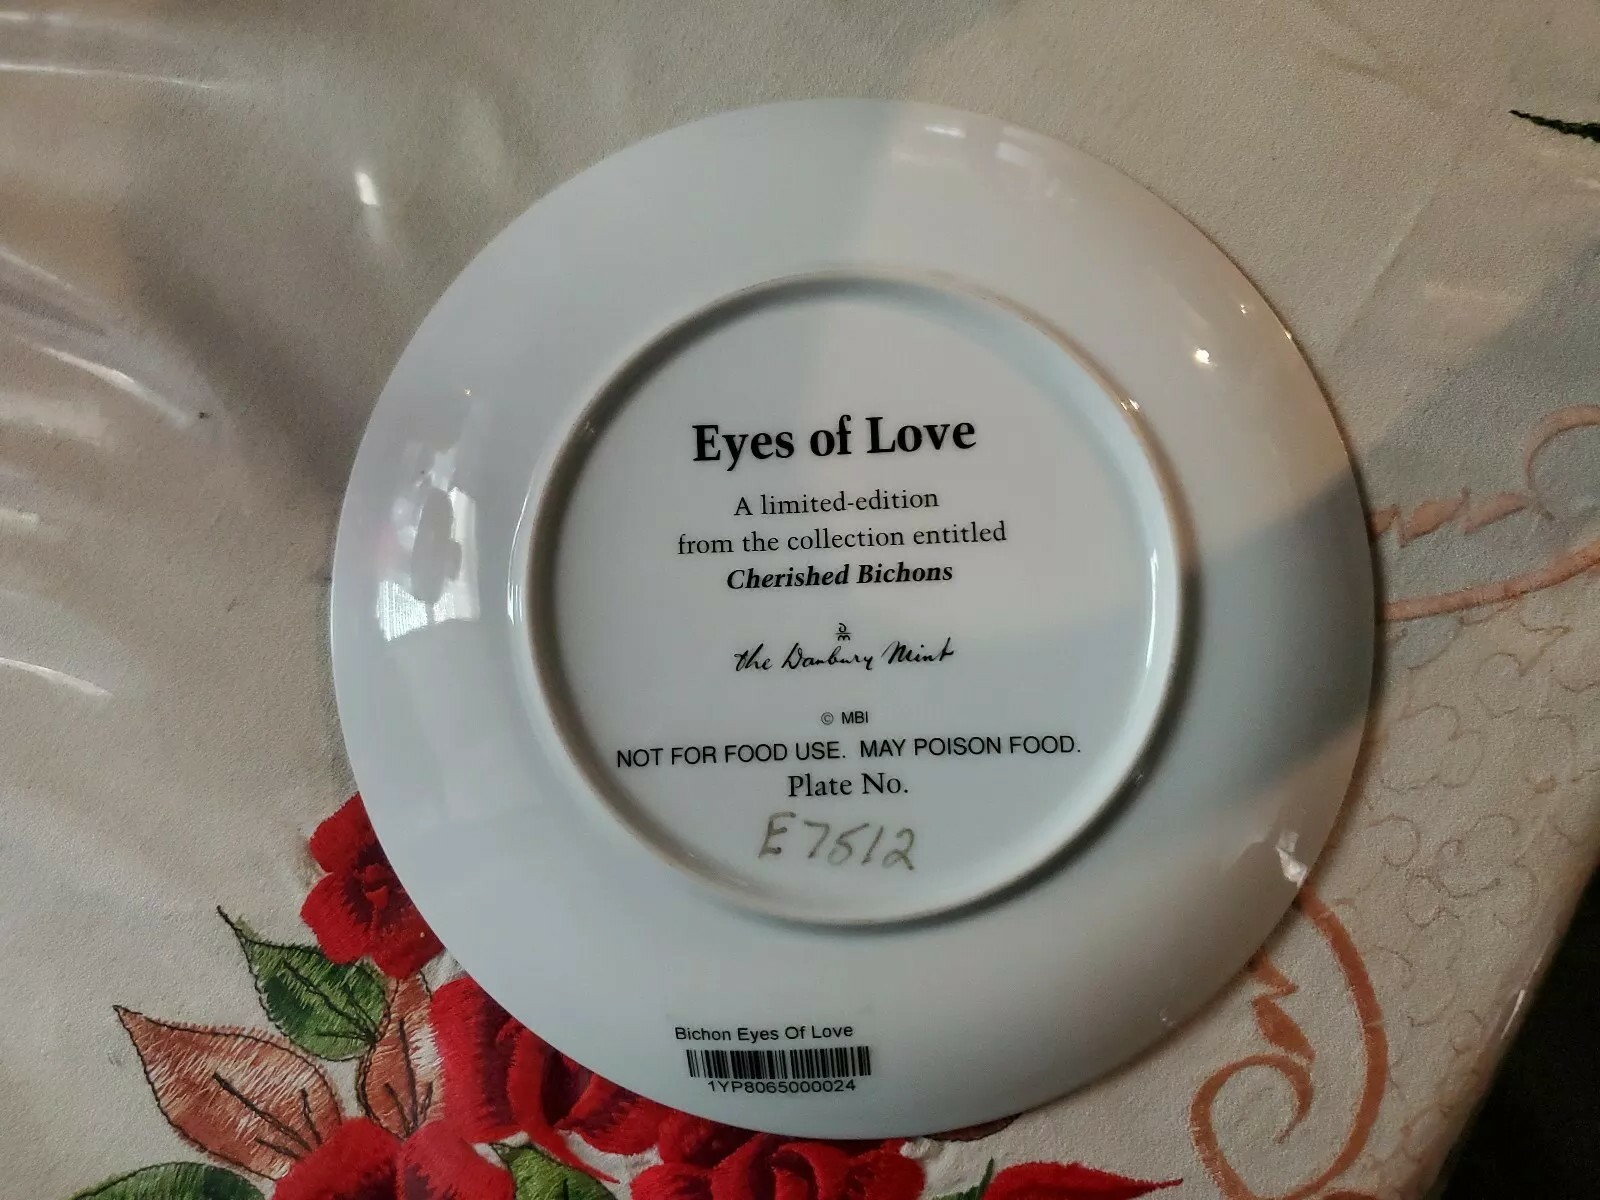 Eyes of Love
A limited-edition
from the collection entitled
Cherished Bichons
DM
the Danbury Mint
© MBI
NOT FOR FOOD USE. MAY POISON FOOD.
Plate No.
E7512
Bichon Eyes Of Love
1YP8065000024